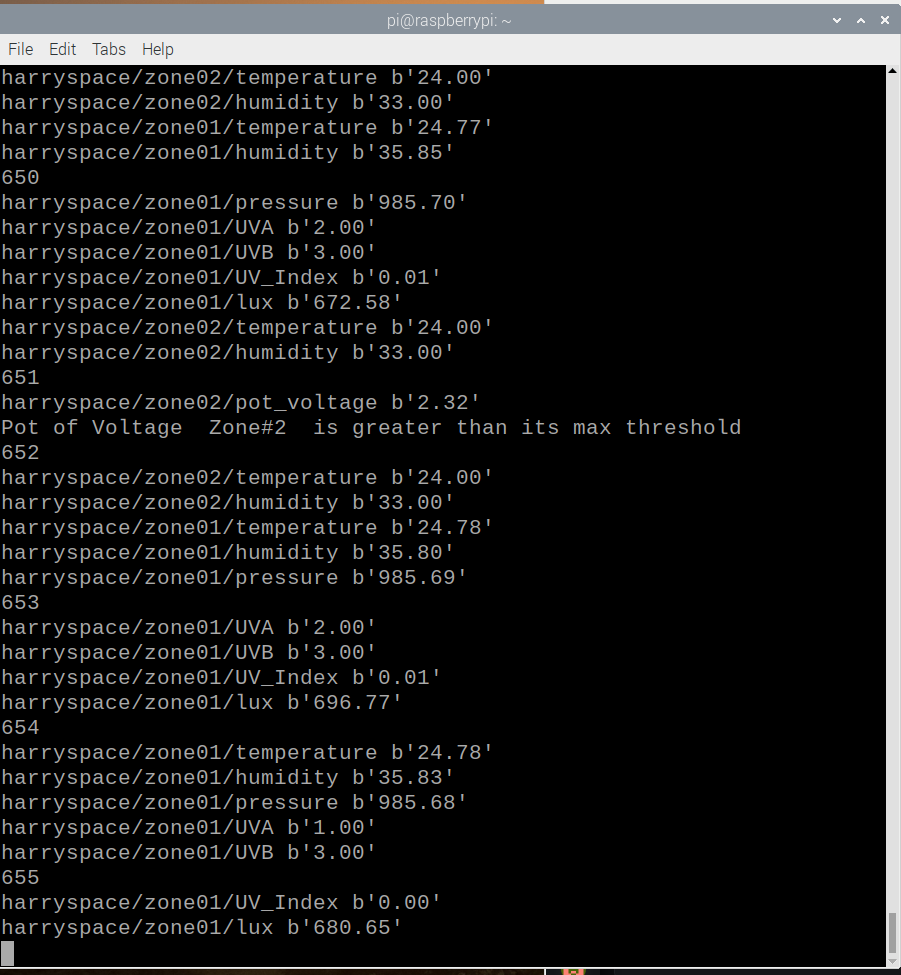 pi@raspberrypi: ~
File Edit Tabs Help
harryspace/zone02/temperature b'24.00'
harryspace/zone02/humidity b'33.00'
harryspace/zone01/temperature b'24.77'
harryspace/zone01/humidity b'35.85'
650
harryspace/zone01/pressure b'985.70'
harryspace/zone01/UVA b'2.00'
harryspace/zone01/UVB b'3.00'
harryspace/zone01/UV_Index b'0.01'
harryspace/zone01/lux b'672.58'
harryspace/zone02/temperature b'24.00'
harryspace/zone02/humidity b'33.00'
651
harryspace/zone02/pot_voltage b'2.32'
Pot of Voltage  Zone#2  is greater than its max threshold
652
harryspace/zone02/temperature b'24.00'
harryspace/zone02/humidity b'33.00'
harryspace/zone01/temperature b'24.78'
harryspace/zone01/humidity b'35.80'
harryspace/zone01/pressure b'985.69'
653
harryspace/zone01/UVA b'2.00'
harryspace/zone01/UVB b'3.00'
harryspace/zone01/UV_Index b'0.01'
harryspace/zone01/lux b'696.77'
654
harryspace/zone01/temperature b'24.78'
harryspace/zone01/humidity b'35.83'
harryspace/zone01/pressure b'985.68'
harryspace/zone01/UVA b'1.00'
harryspace/zone01/UVB b'3.00'
655
harryspace/zone01/UV_Index b'0.00'
harryspace/zone01/lux b'680.65'